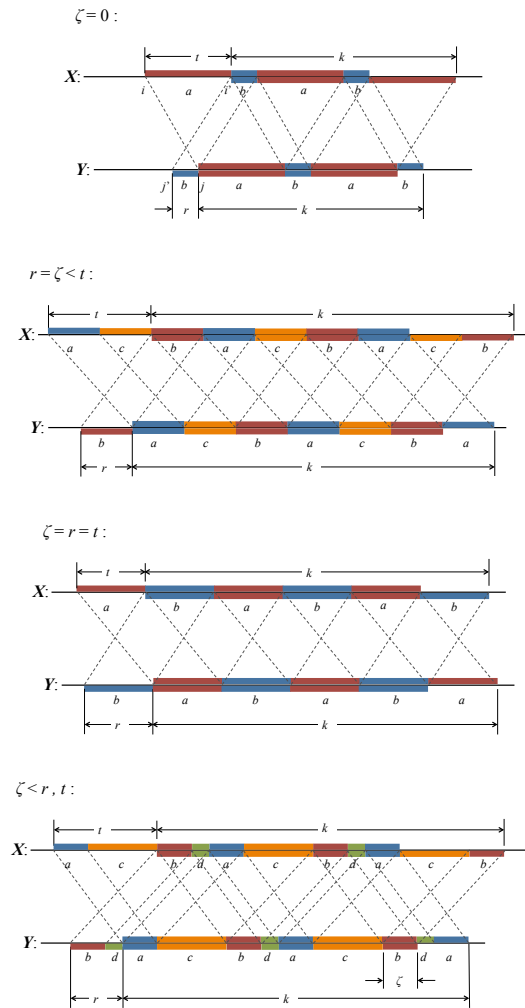 ζ = 0 :
t k
X:
i a i' b a b
Y:
j' b j a b a b
r k
r = ζ < t :
t k
X:
a c b a c b a c b
Y:
b a c b a c b a
r k
ζ = r = t :
t k
X:
a b a b a b
Y:
b a b a b a
r k
ζ < r , t :
t k
X:
a c b d a c b d a c b
Y:
b d a c b d a c b d a
ζ
r k